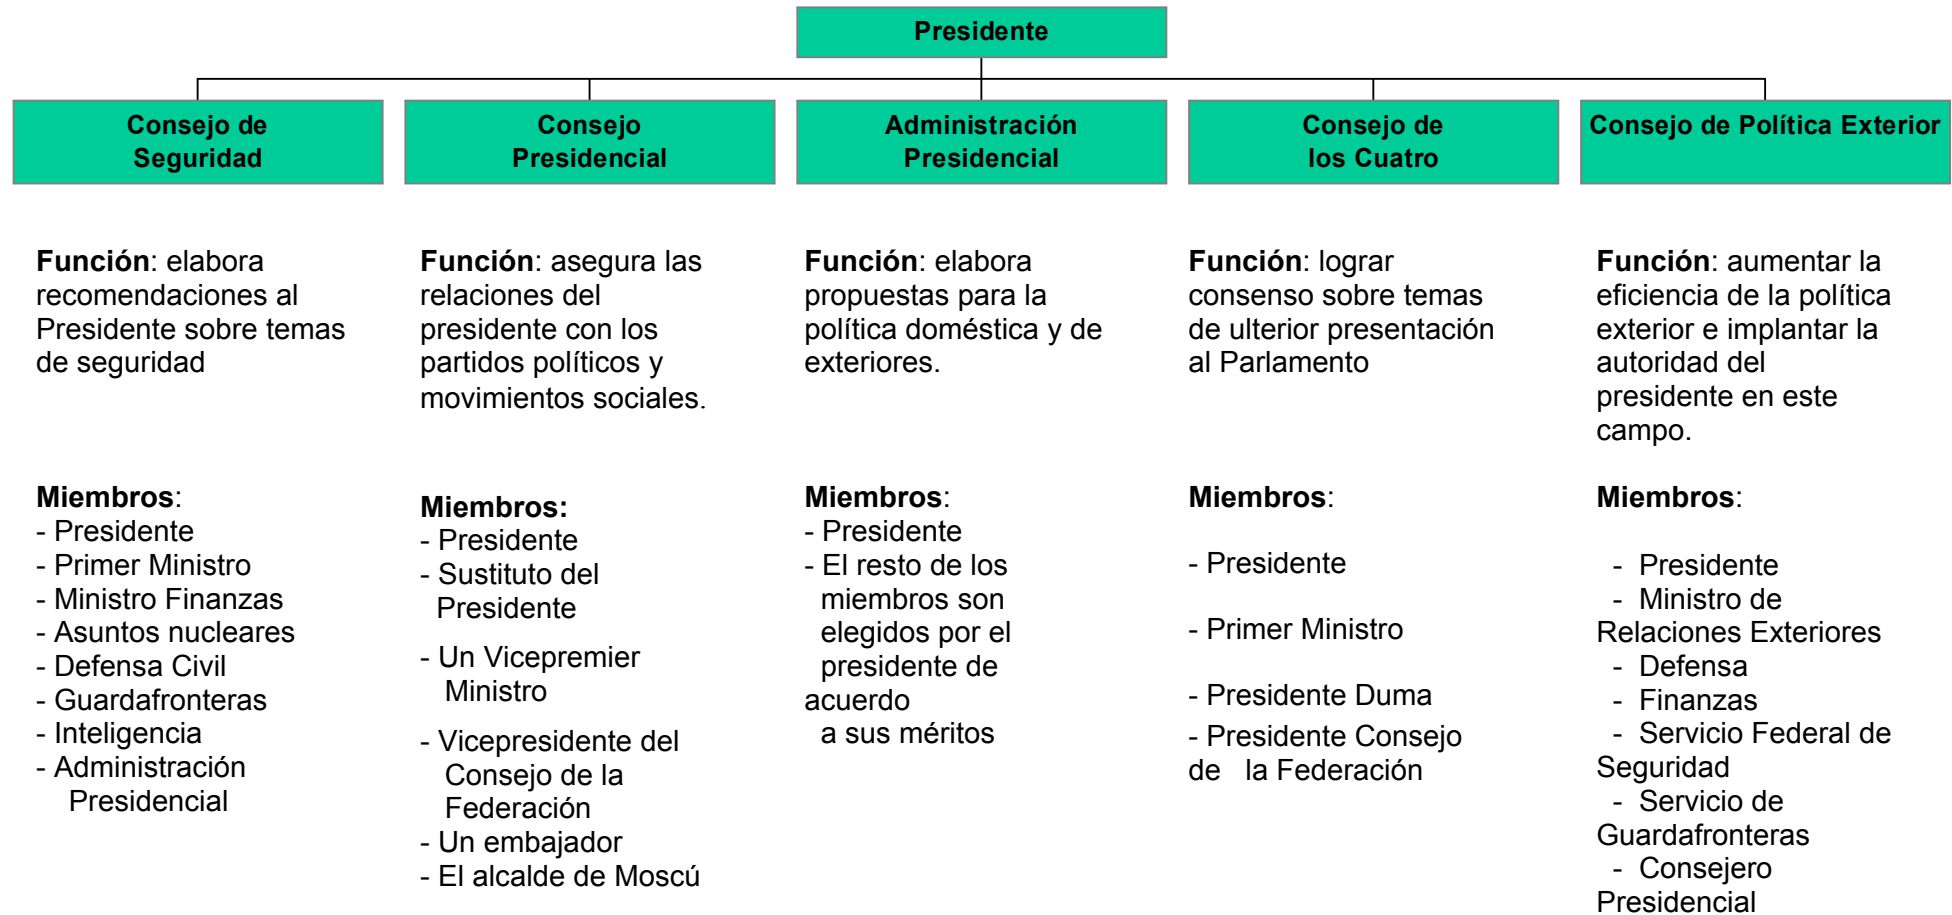 Presidente
Consejo de
Seguridad
Consejo
Presidencial
Administración
Presidencial
Consejo de
los Cuatro
Consejo de Política Exterior
Función: elabora
recomendaciones al
Presidente sobre temas
de seguridad
Miembros:
- Presidente
- Primer Ministro
- Ministro Finanzas
- Asuntos nucleares
- Defensa Civil
- Guardafronteras
- Inteligencia
- Administración
Presidencial
Función: asegura las
relaciones del
presidente con los
partidos políticos y
movimientos sociales.
Miembros:
- Presidente
- Sustituto del
Presidente
- Un Vicepremier
Ministro
- Vicepresidente del
Consejo de la
Federación
- Un embajador
- El alcalde de Moscú
Función: elabora
propuestas para la
política doméstica y de
exteriores.
Miembros:
- Presidente
- El resto de los
miembros son
elegidos por el
presidente de
acuerdo
a sus méritos
Función: lograr
consenso sobre temas
de ulterior presentación
al Parlamento
Miembros:
- Presidente
- Primer Ministro
- Presidente Duma
- Presidente Consejo
de la Federación
Función: aumentar la
eficiencia de la política
exterior e implantar la
autoridad del
presidente en este
campo.
Miembros:
- Presidente
- Ministro de
Relaciones Exteriores
- Defensa
- Finanzas
- Servicio Federal de
Seguridad
- Servicio de
Guardafronteras
- Consejero
Presidencial